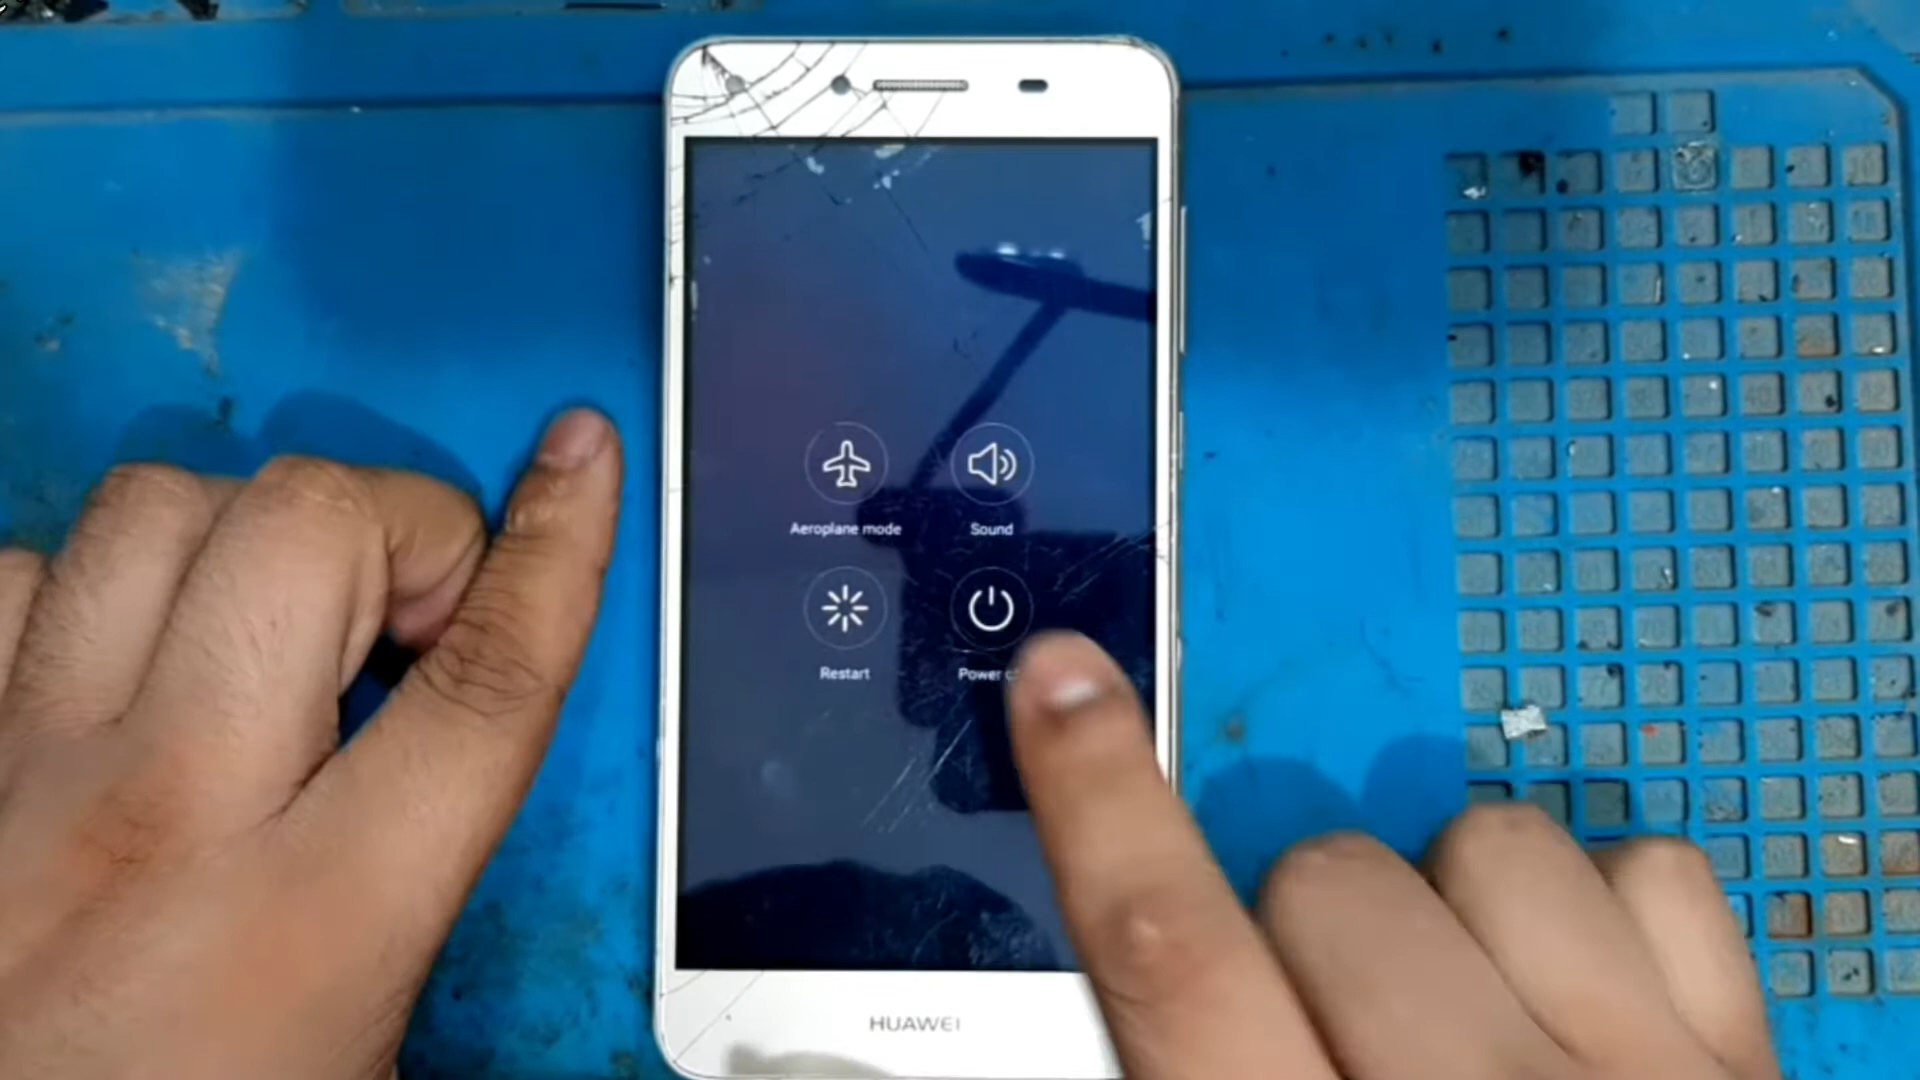 Aeroplane mode
Sound
Restart
Power
HUAWEI